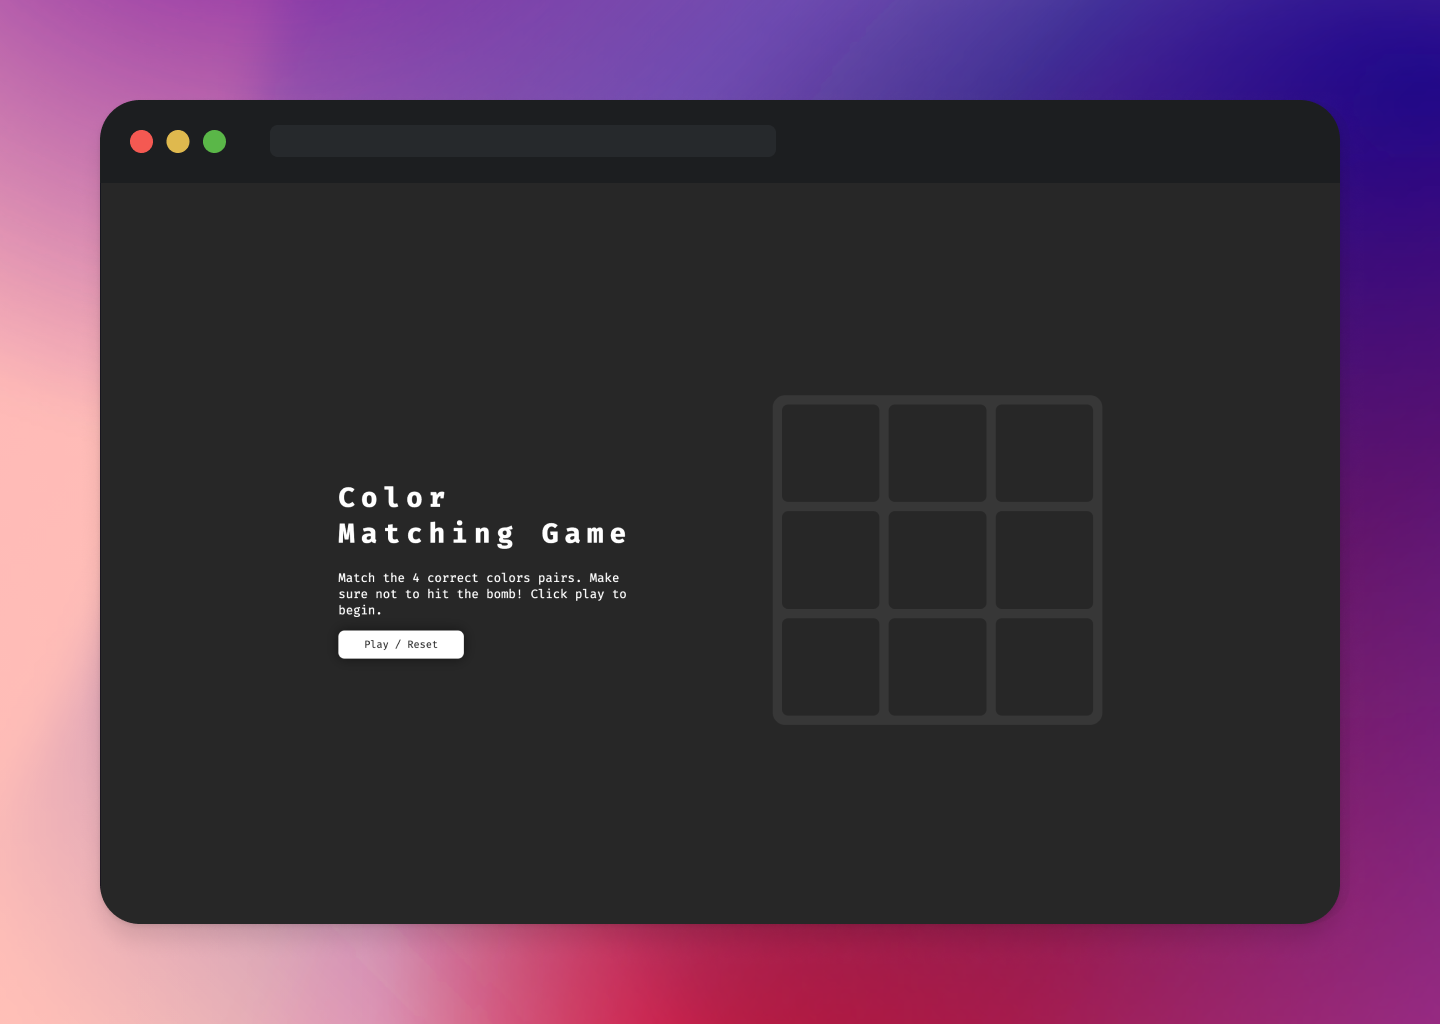 Color
Matching Game
Match the 4 correct colors pairs. Make
sure not to hit the bomb! Click play to
begin.
Play / Reset